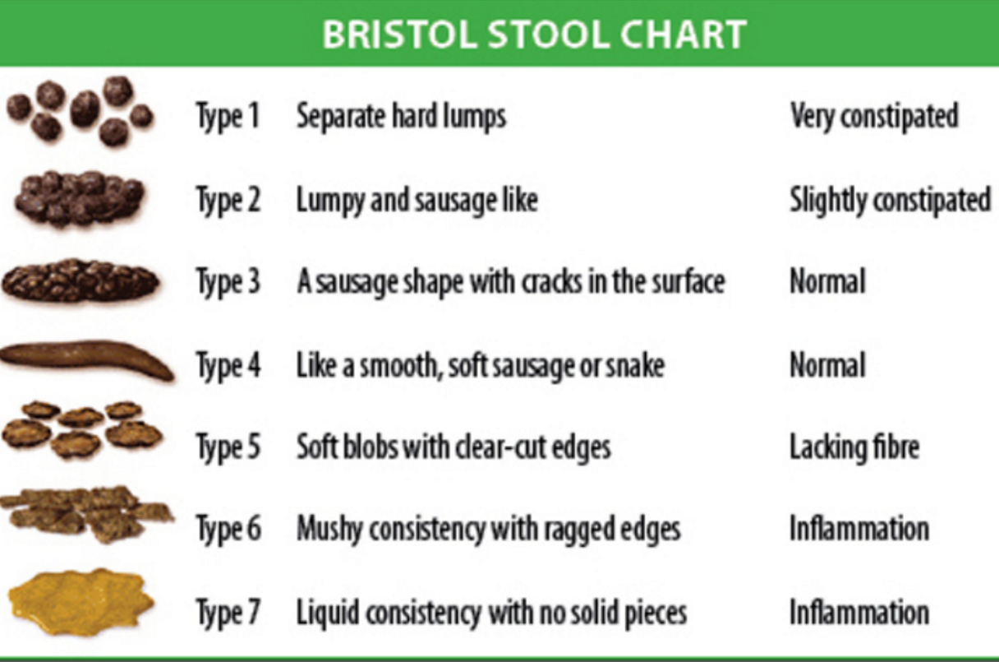 BRISTOL STOOL CHART
Type 1 Separate hard lumps Very constipated
Type 2 Lumpy and sausage like Slightly constipated
Type 3 A sausage shape with cracks in the surface Normal
Type 4 Like a smooth, soft sausage or snake Normal
Type 5 Soft blobs with clear-cut edges Lacking fibre
Type 6 Mushy consistency with ragged edges Inflammation
Type 7 Liquid consistency with no solid pieces Inflammation